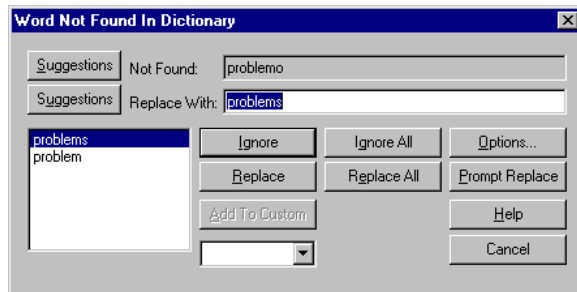 Word Not Found In Dictionary
Suggestions Not Found: problemo
Suggestions Replace With: problems
problems Ignore Ignore All Options...
problem
Replace Replace All Prompt Replace
Add To Custom Help
Cancel